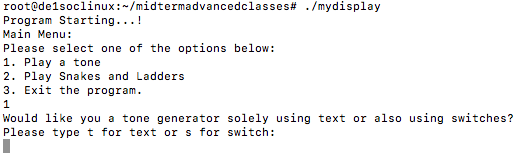 root@de1soclinux:~/midtermadvancedclasses# ./mydisplay
Program Starting...!
Main Menu:
Please select one of the options below:
1. Play a tone
2. Play Snakes and Ladders
3. Exit the program.
1
Would like you a tone generator solely using text or also using switches?
Please type t for text or s for switch: